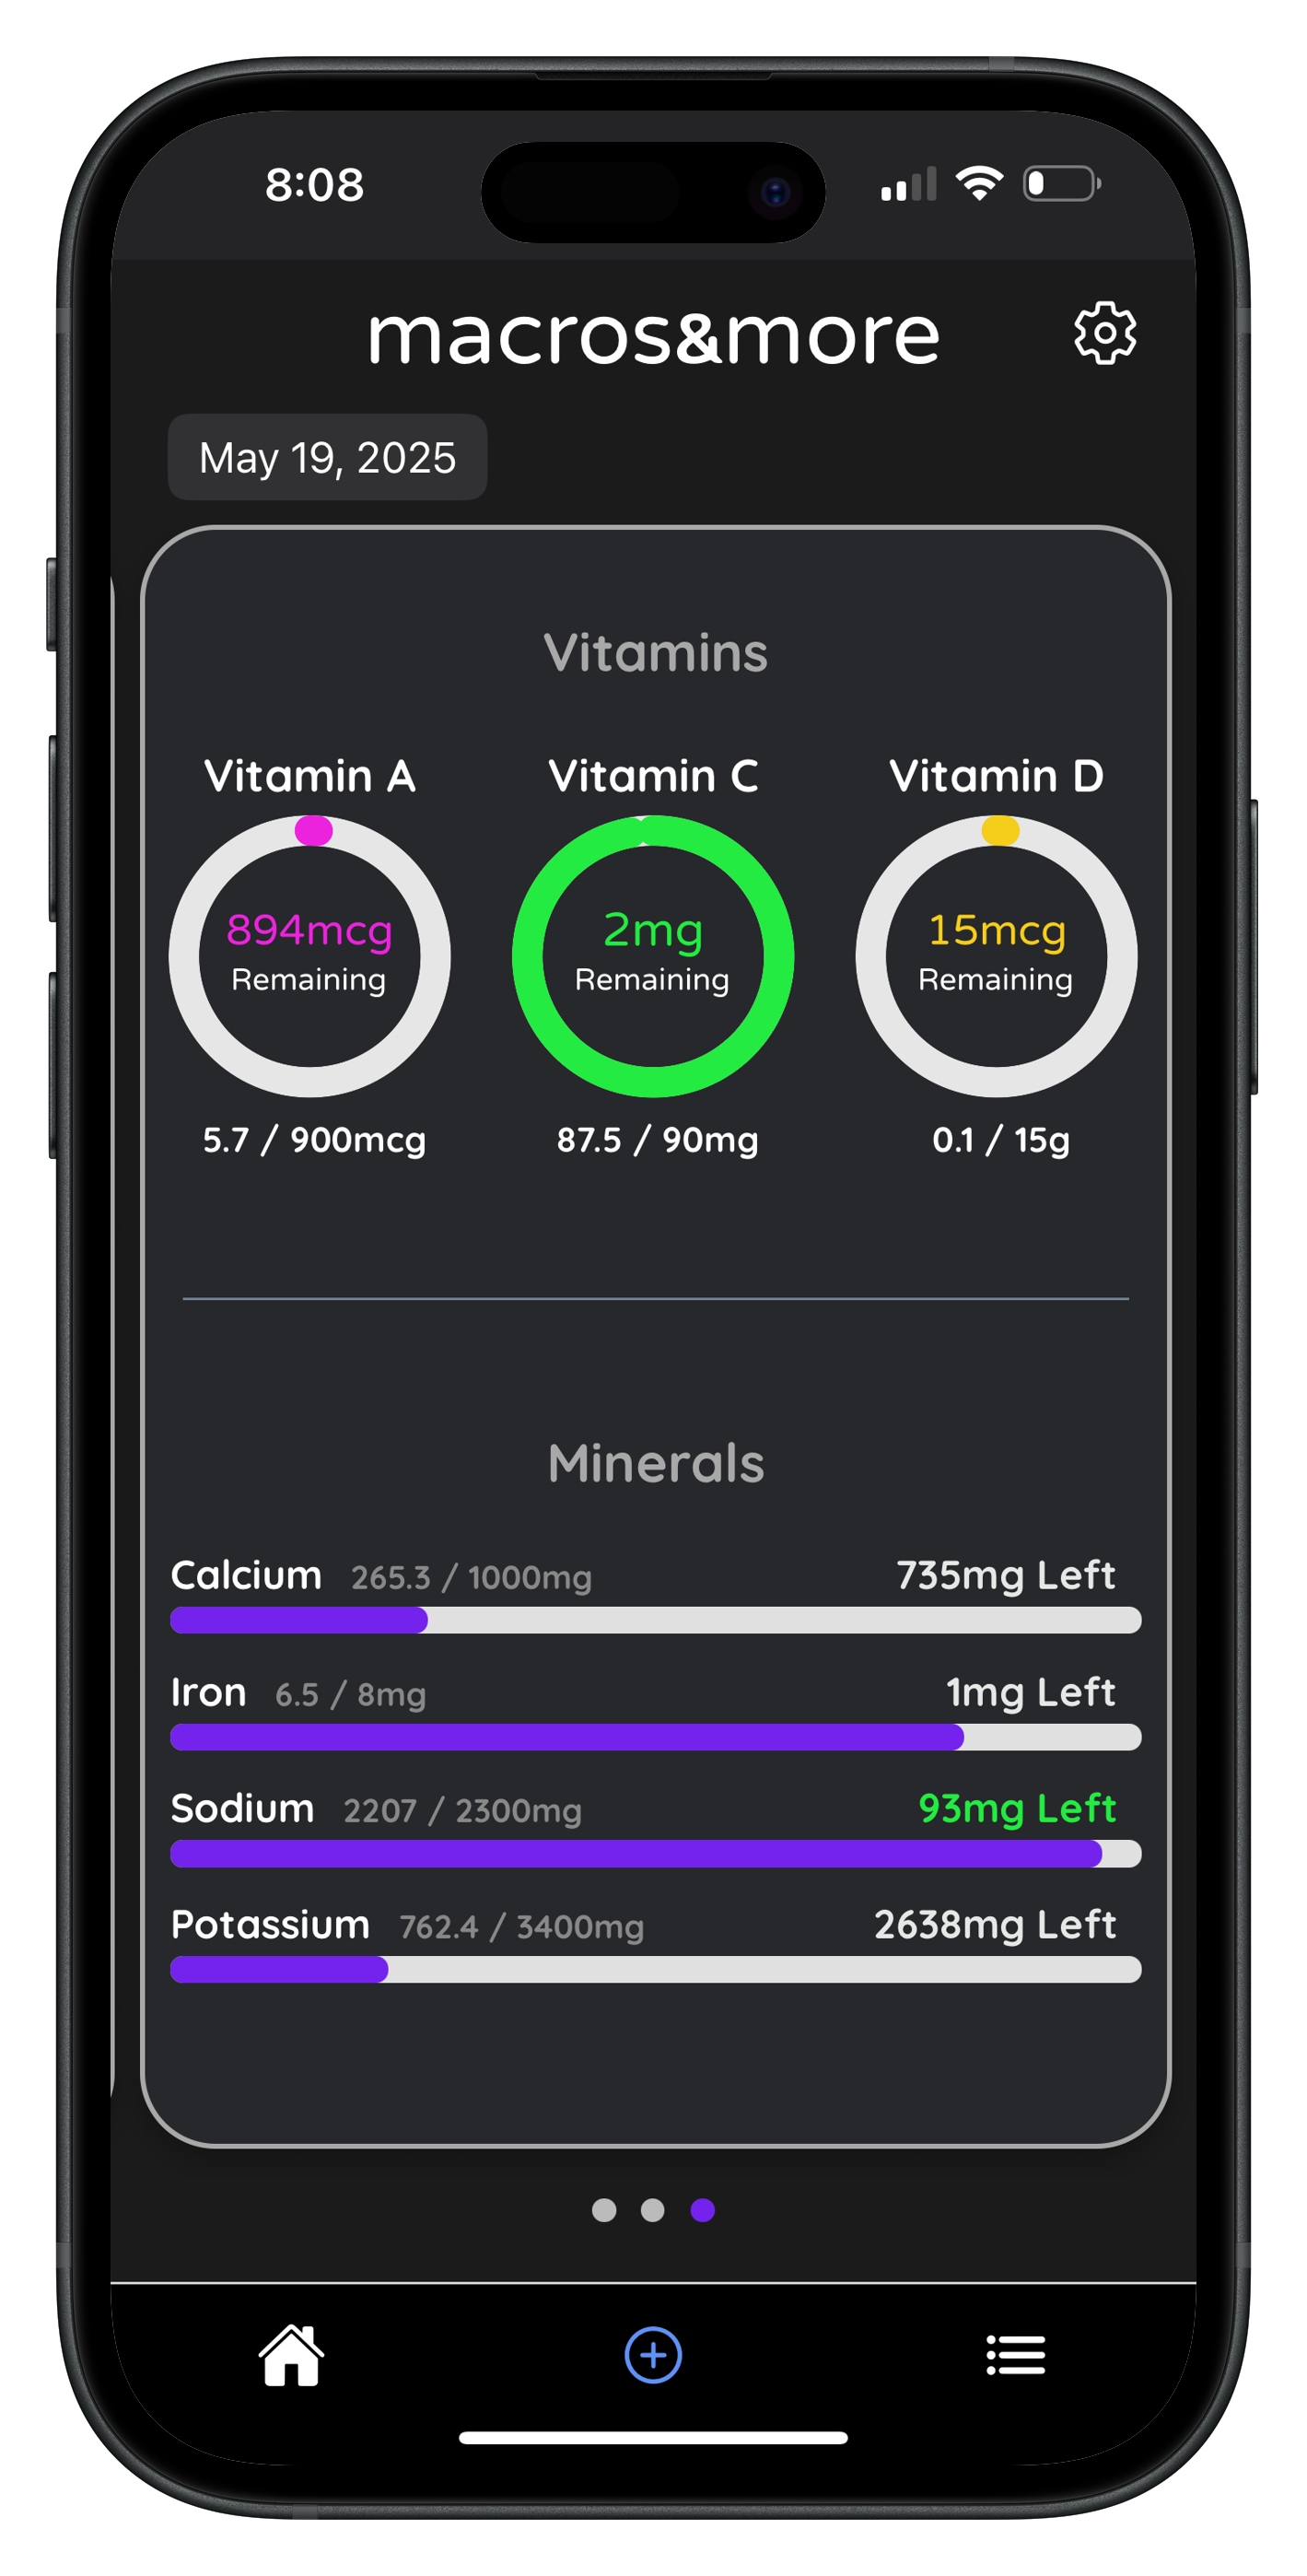 8:08
macros&more
May 19, 2025
Vitamins
Vitamin A Vitamin C Vitamin D
894mcg 2mg 15mcg
Remaining Remaining Remaining
5.7 / 900mcg 87.5 / 90mg 0.1 / 15g
Minerals
Calcium 265.3 / 1000mg 735mg Left
Iron 6.5 / 8mg 1mg Left
Sodium 2207 / 2300mg 93mg Left
Potassium 762.4 / 3400mg 2638mg Left